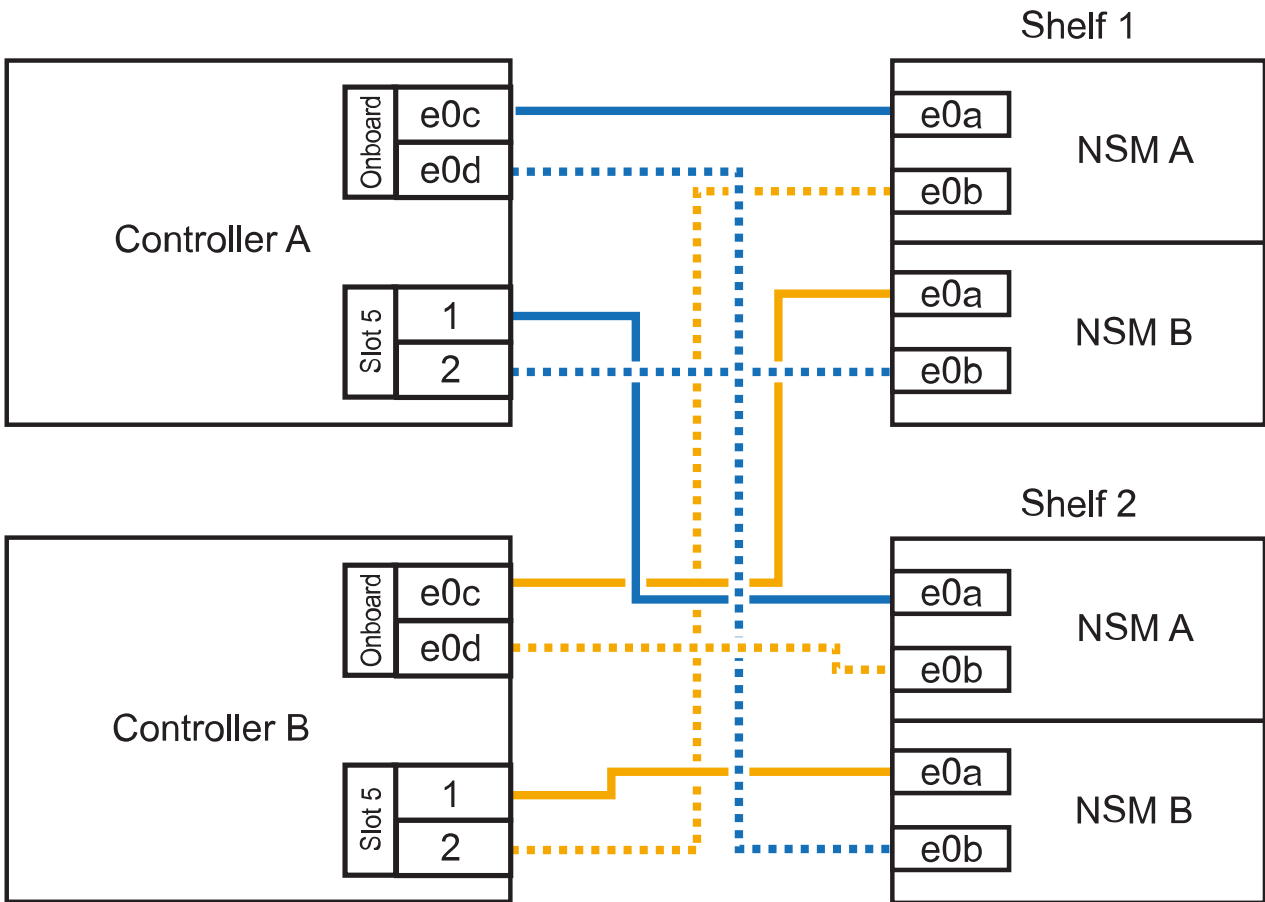 Shelf 1
Onboard
e0c
e0d
Controller A
Slot 5
1
2
e0a
NSM A
e0b
e0a
NSM B
e0b
Shelf 2
Onboard
e0c
e0d
Controller B
Slot 5
1
2
e0a
NSM A
e0b
e0a
NSM B
e0b